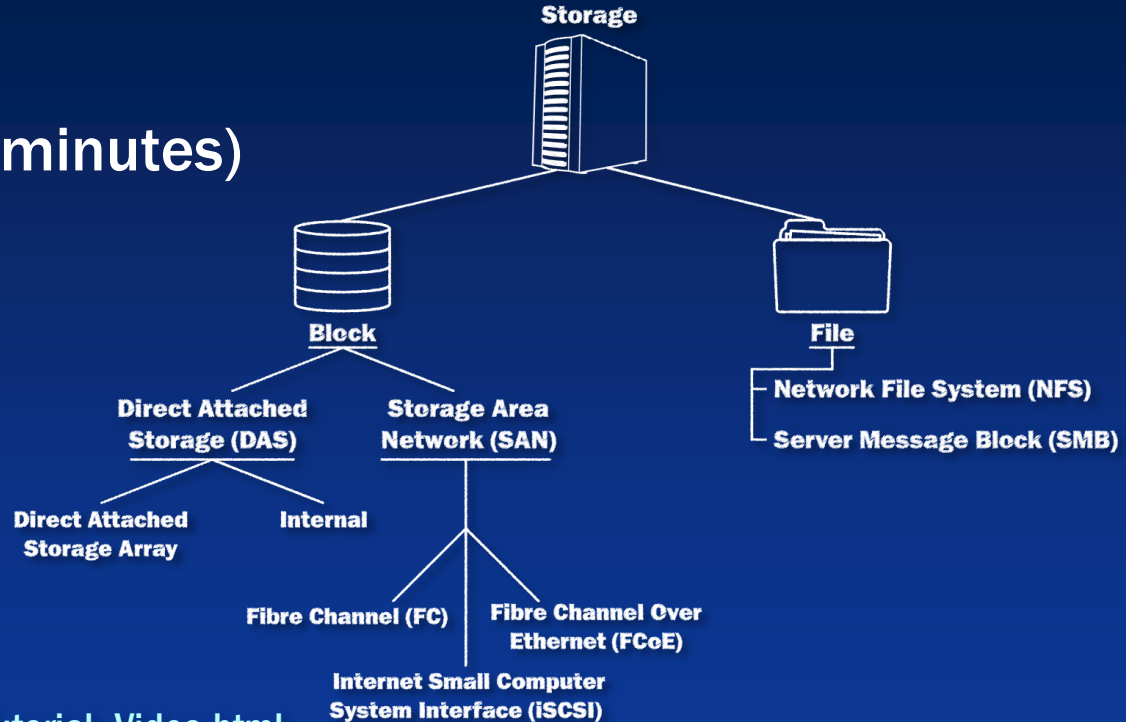 Storage
minutes)
Block
File
Direct Attached
Storage (DAS)
Storage Area
Network (SAN)
Network File System (NFS)
Server Message Block (SMB)
Direct Attached
Storage Array
Internal
Fibre Channel (FC)
Fibre Channel Over
Ethernet (FCoE)
Internet Small Computer
System Interface (iSCSI)